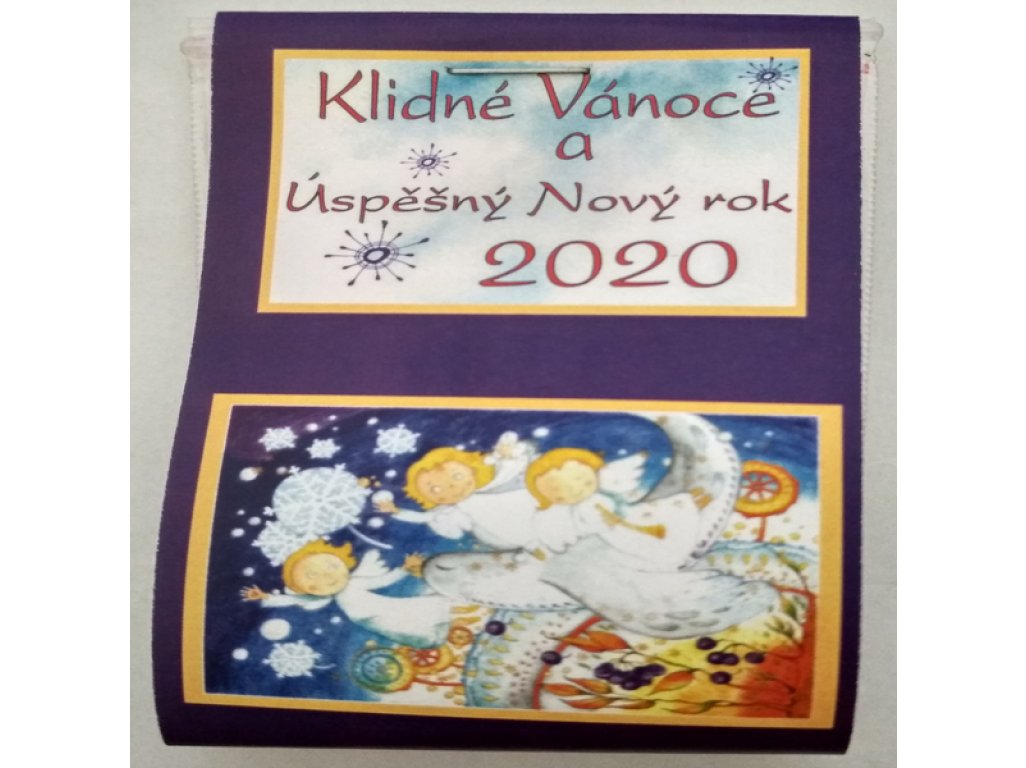 Klidné Vánoce
a
Úspěšný Nový rok
2020